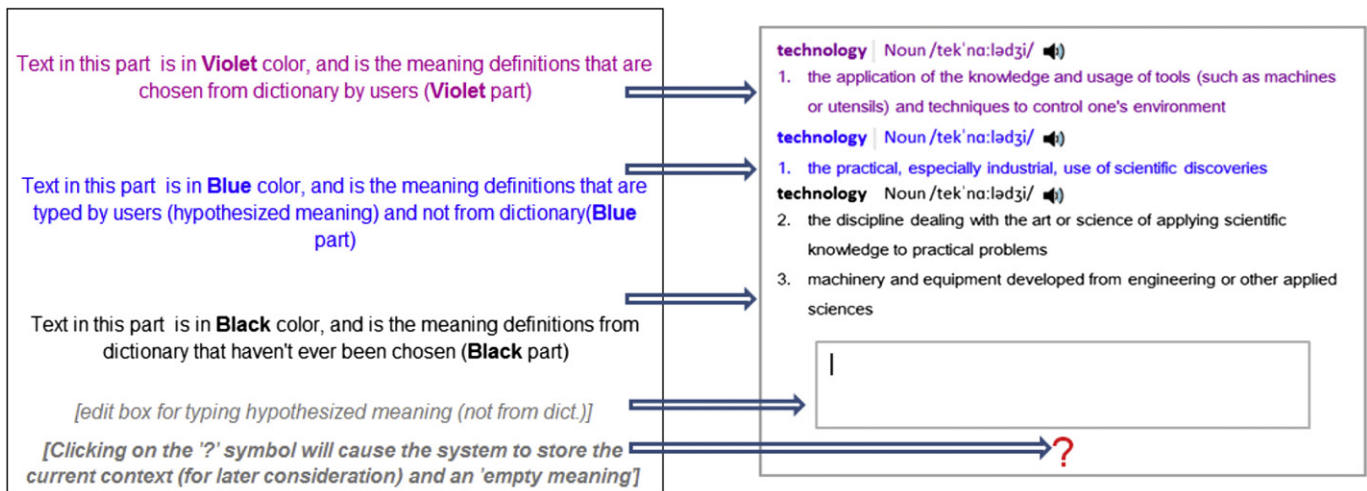 Text in this part is in Violet color, and is the meaning definitions that are
chosen from dictionary by users (Violet part)
Text in this part is in Blue color, and is the meaning definitions that are
typed by users (hypothesized meaning) and not from dictionary(Blue
part)
Text in this part is in Black color, and is the meaning definitions from
dictionary that haven't ever been chosen (Black part)
[edit box for typing hypothesized meaning (not from dict.)]
[Clicking on the '?' symbol will cause the system to store the
current context (for later consideration) and an 'empty meaning']
technology | Noun /tekˈnɑːlədʒi/
1. the application of the knowledge and usage of tools (such as machines
or utensils) and techniques to control one's environment
technology | Noun /tekˈnɑːlədʒi/
1. the practical, especially industrial, use of scientific discoveries
technology Noun /tekˈnɑːlədʒi/
2. the discipline dealing with the art or science of applying scientific
knowledge to practical problems
3. machinery and equipment developed from engineering or other applied
sciences
?